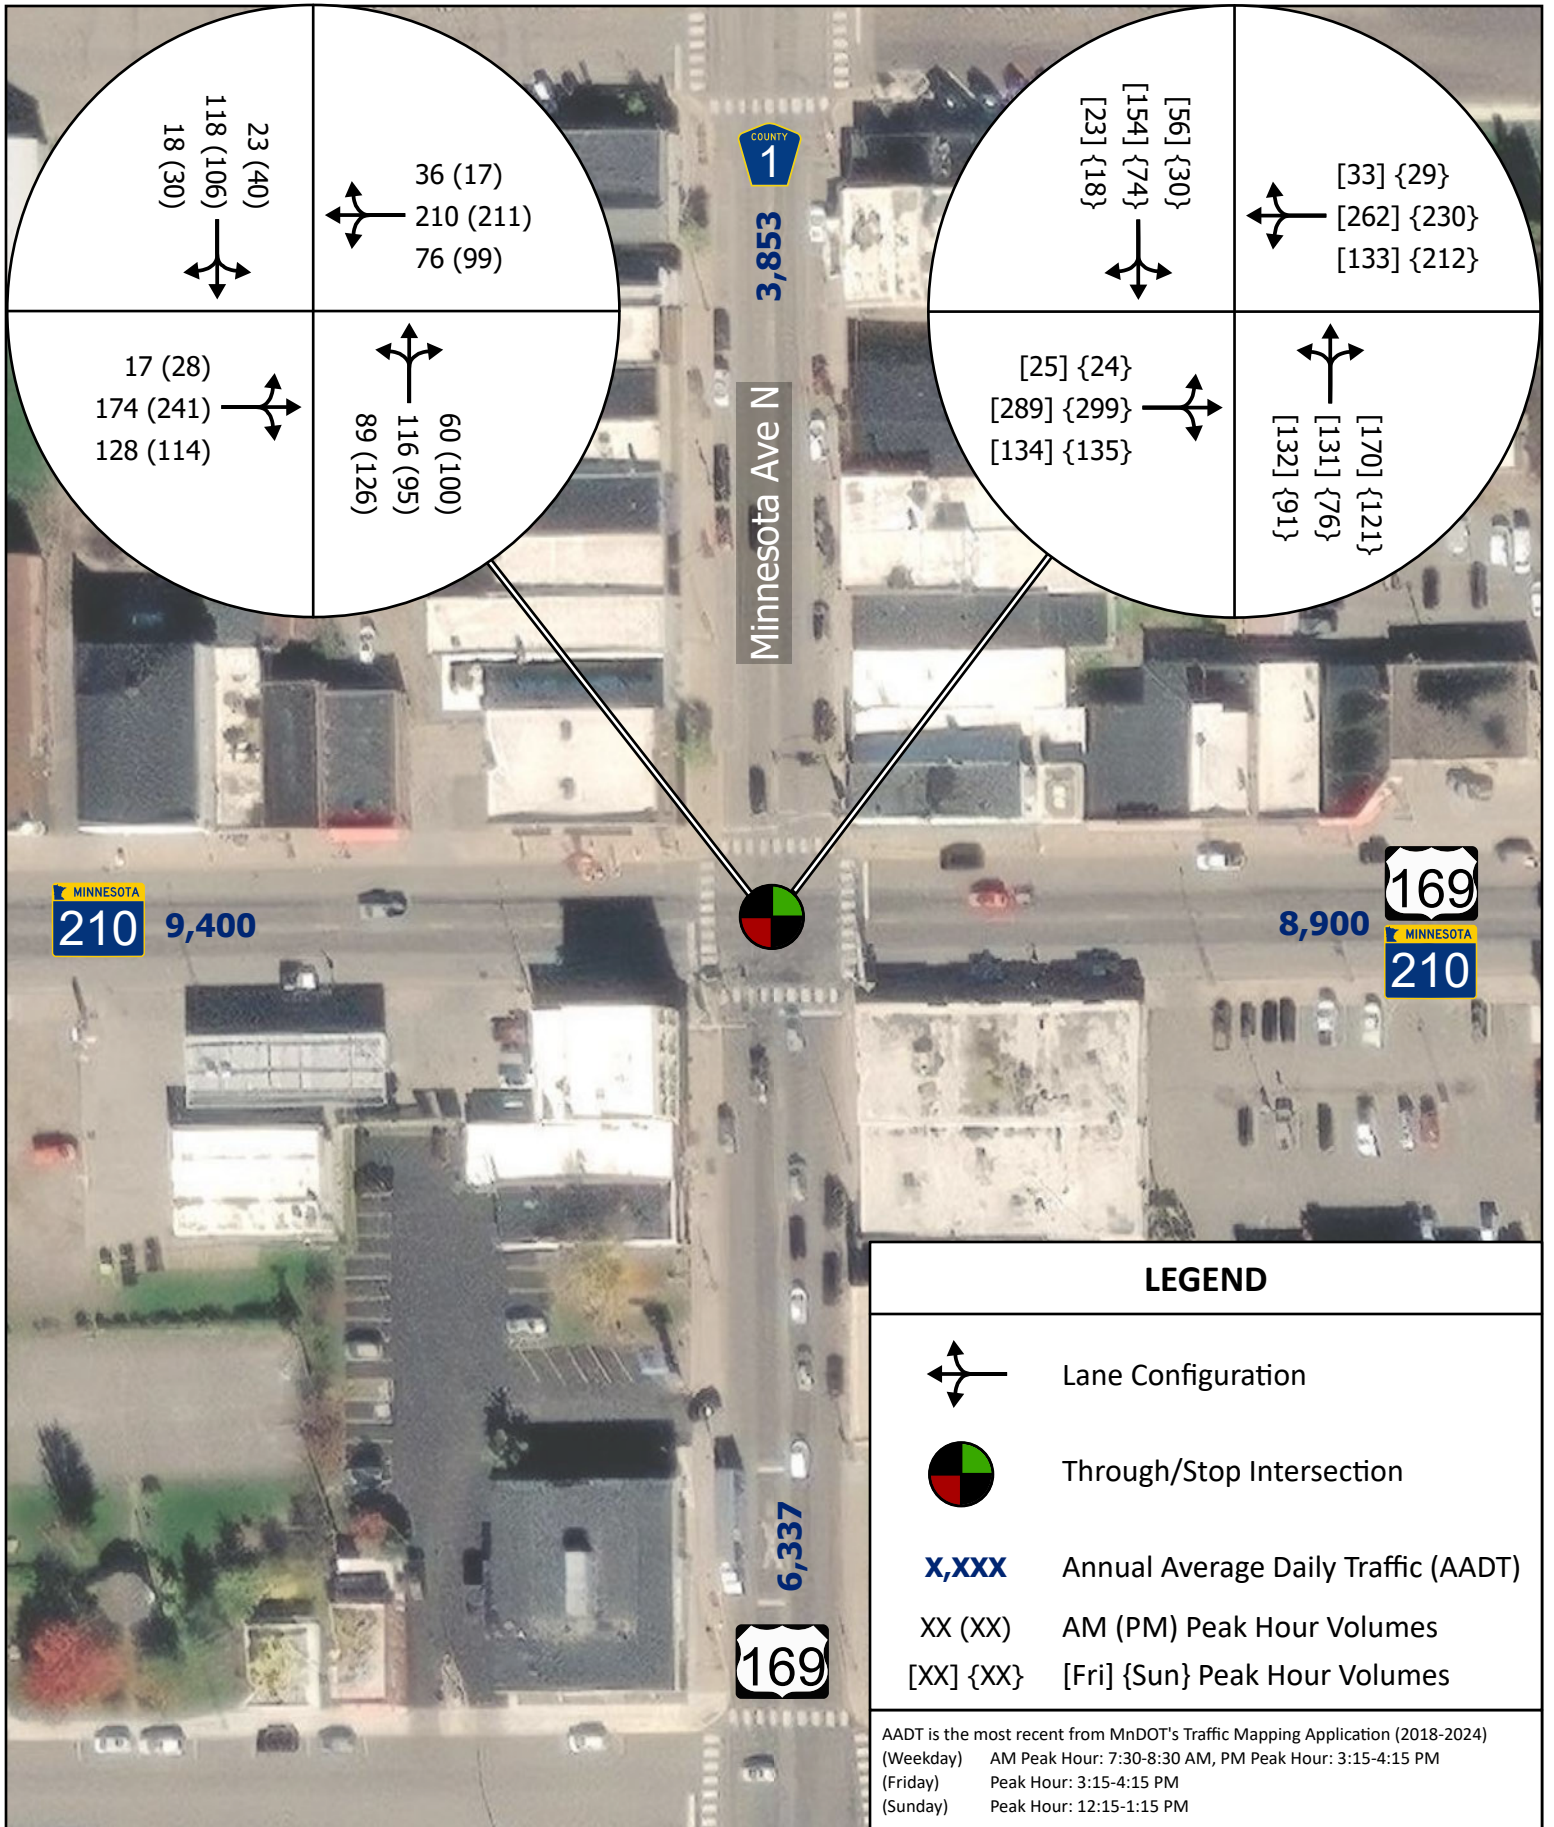 23 (40)
118 (106)
18 (30)
36 (17)
210 (211)
76 (99)
17 (28)
174 (241)
128 (114)
60 (100)
116 (95)
89 (126)
COUNTY
1
3,853
Minnesota Ave N
[56] {30}
[154] {74}
[23] {18}
[33] {29}
[262] {230}
[133] {212}
[25] {24}
[289] {299}
[134] {135}
[170] {121}
[131] {76}
[132] {91}
MINNESOTA
210
9,400
8,900
169
MINNESOTA
210
6,337
169
LEGEND
Lane Configuration
Through/Stop Intersection
X,XXX Annual Average Daily Traffic (AADT)
XX (XX) AM (PM) Peak Hour Volumes
[XX] {XX} [Fri] {Sun} Peak Hour Volumes
AADT is the most recent from MnDOT's Traffic Mapping Application (2018-2024)
(Weekday) AM Peak Hour: 7:30-8:30 AM, PM Peak Hour: 3:15-4:15 PM
(Friday) Peak Hour: 3:15-4:15 PM
(Sunday) Peak Hour: 12:15-1:15 PM